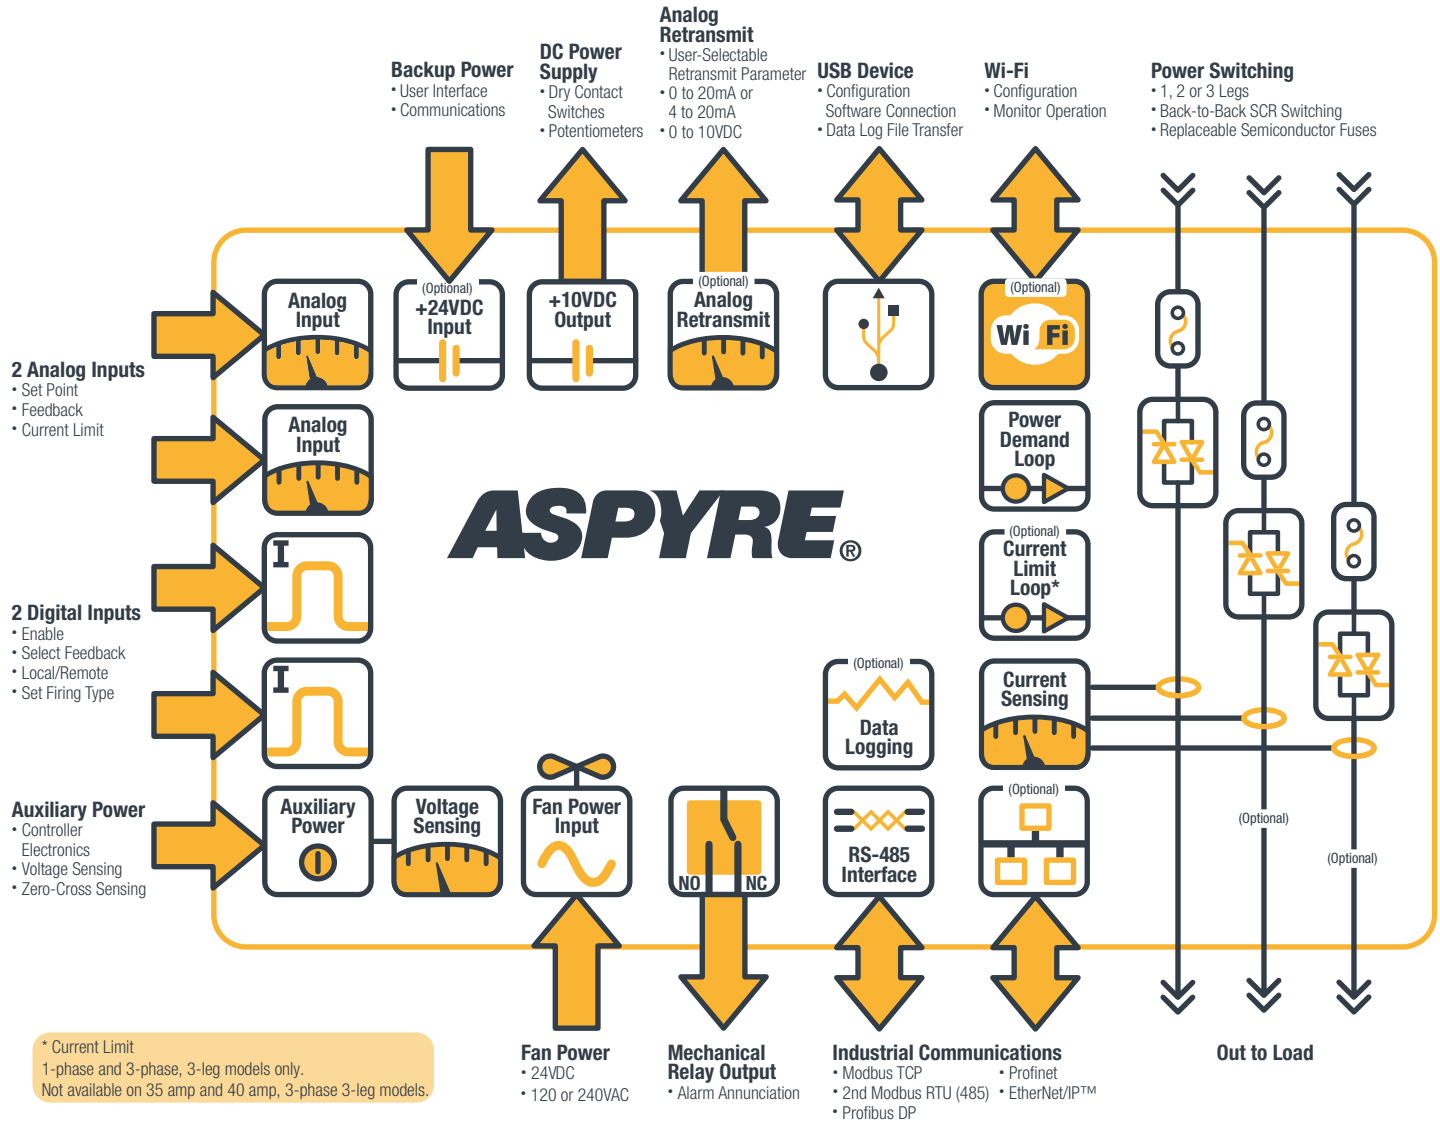 Backup Power
• User Interface
• Communications
DC Power
Supply
• Dry Contact
Switches
• Potentiometers
Analog
Retransmit
• User-Selectable
Retransmit Parameter
• 0 to 20mA or
4 to 20mA
• 0 to 10VDC
USB Device
• Configuration
Software Connection
• Data Log File Transfer
Wi-Fi
• Configuration
• Monitor Operation
Power Switching
• 1, 2 or 3 Legs
• Back-to-Back SCR Switching
• Replaceable Semiconductor Fuses
2 Analog Inputs
• Set Point
• Feedback
• Current Limit
Analog
Input
(Optional)
+24VDC
Input
+10VDC
Output
(Optional)
Analog
Retransmit
(Optional)
Wi Fi
Analog
Input
Power
Demand
Loop
ASPYRE®
(Optional)
Current
Limit
Loop*
2 Digital Inputs
• Enable
• Select Feedback
• Local/Remote
• Set Firing Type
(Optional)
Data
Logging
Current
Sensing
Auxiliary Power
• Controller
Electronics
• Voltage Sensing
• Zero-Cross Sensing
Auxiliary
Power
Voltage
Sensing
Fan Power
Input
NO
NC
RS-485
Interface
(Optional)
(Optional)
(Optional)
* Current Limit
1-phase and 3-phase, 3-leg models only.
Not available on 35 amp and 40 amp, 3-phase 3-leg models.
Fan Power
• 24VDC
• 120 or 240VAC
Mechanical
Relay Output
• Alarm Annunciation
Industrial Communications
• Modbus TCP
• 2nd Modbus RTU (485)
• Profibus DP
• Profinet
• EtherNet/IP™
Out to Load